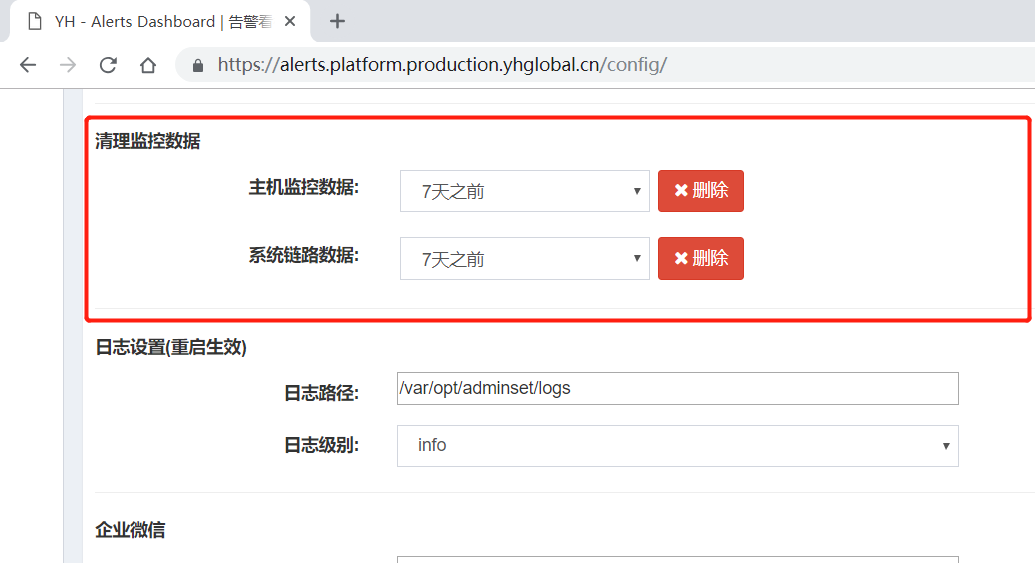 YH - Alerts Dashboard | 告警看
https://alerts.platform.production.yhglobal.cn/config/
清理监控数据
主机监控数据: 7天之前 删除
系统链路数据: 7天之前 删除
日志设置(重启生效)
日志路径: /var/opt/adminset/logs
日志级别: info
企业微信